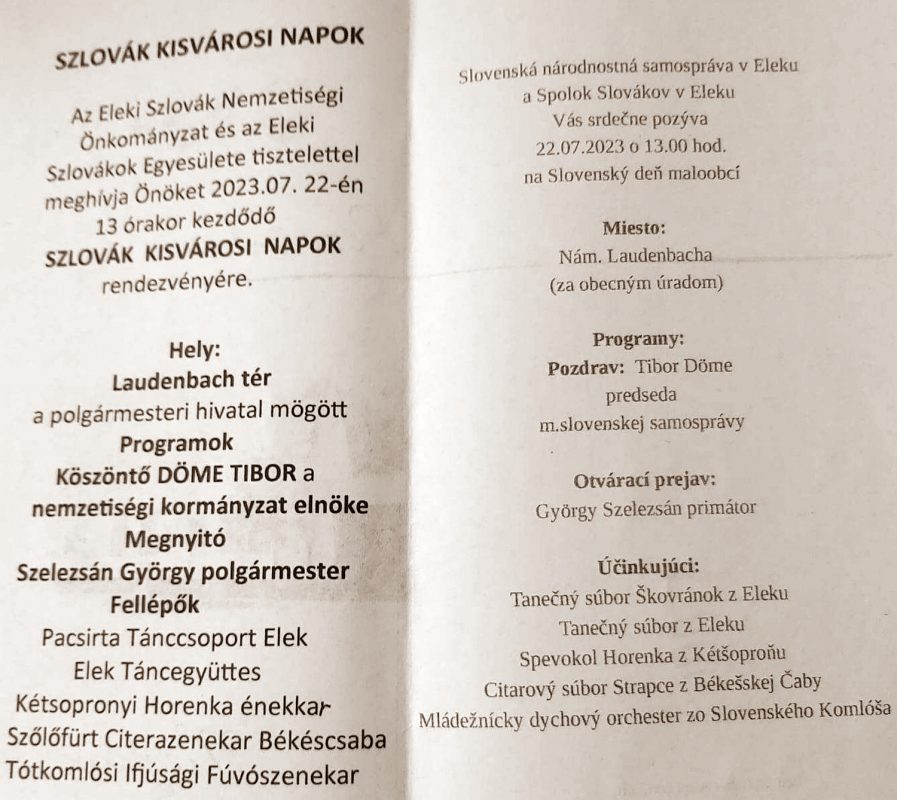 SZLOVÁK KISVÁROSI NAPOK
Az Eleki Szlovák Nemzetiségi
Önkományzat és az Eleki
Szlovákok Egyesülete tisztelettel
meghívja Önöket 2023.07. 22-én
13 órakor kezdődő
SZLOVÁK KISVÁROSI NAPOK
rendezvényére.
Hely:
Laudenbach tér
a polgármesteri hivatal mögött
Programok
Köszöntő DÖME TIBOR a
nemzetiségi kormányzat elnöke
Megnyitó
Szelezsán György polgármester
Fellépők
Pacsirta Tánccsoport Elek
Elek Táncegyüttes
Kétsopronyi Horenka énekkar
Szőlőfürt Citerazenekar Békéscsaba
Tótkomlósi Ifjúsági Fúvószenekar
Slovenská národnostná samospráva v Eleku
a Spolok Slovákov v Eleku
Vás srdečne pozýva
22.07.2023 o 13.00 hod.
na Slovenský deň maloobcí
Miesto:
Nám. Laudenbacha
(za obecným úradom)
Programy:
Pozdrav: Tibor Döme
predseda
m.slovenskej samosprávy
Otvárací prejav:
György Szelezsán primátor
Účinkujúci:
Tanečný súbor Škovránok z Eleku
Tanečný súbor z Eleku
Spevokol Horenka z Kétšoproňu
Citarový súbor Strapce z Békešskej Čaby
Mládežnícky dychový orchester zo Slovenského Komlóša